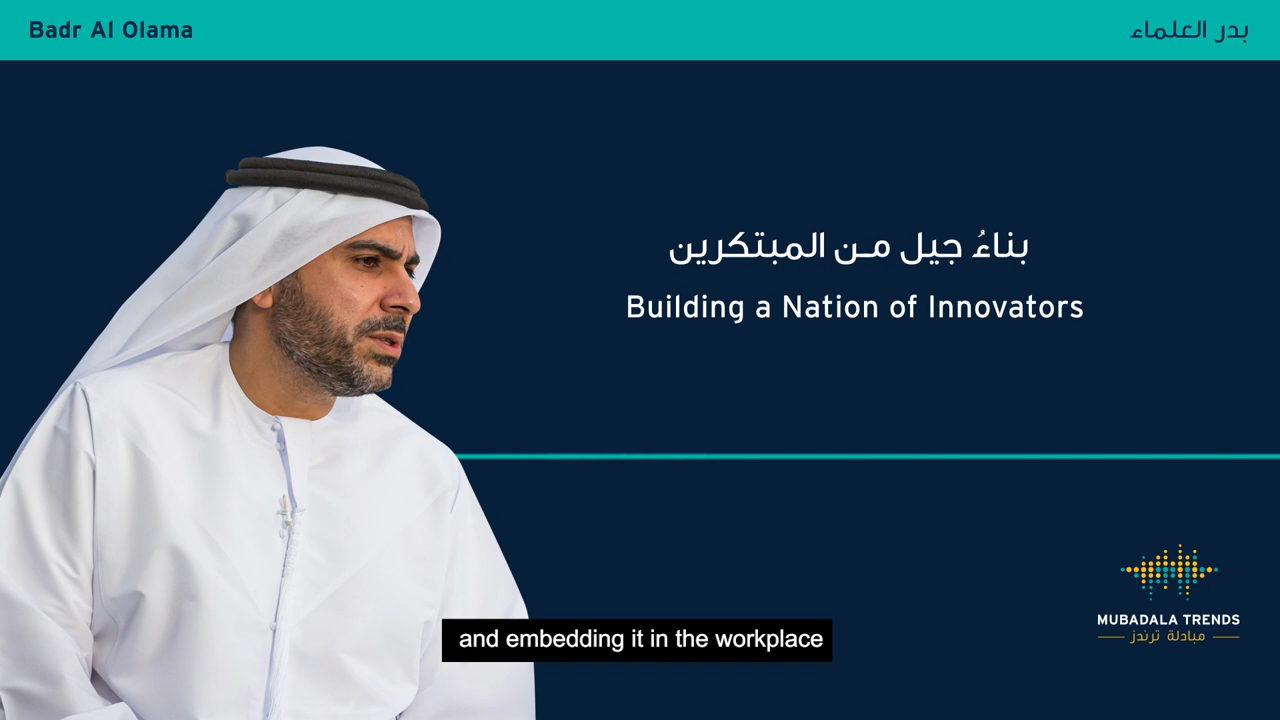 Badr Al Olama
بدر العلماء
بناءُ جيل مـن المبتكرين
Building a Nation of Innovators
MUBADALA TRENDS
مبادلة ترندز
and embedding it in the workplace